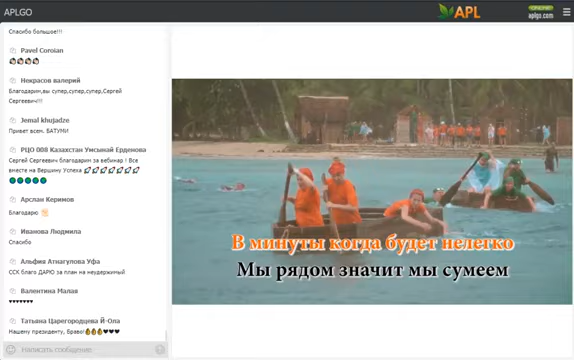 APLGO
APL
ONLINE
aplgo.com
Спасибо большое!!!
Pavel Coroian
Некрасов валерий
Благодарим,вы супер,супер,супер,Сергей
Сергеевич!!!
Jemal khujadze
Привет всем. БАТУМИ
РЦО 008 Казахстан Умсынай Ерденова
Сергей Сергеевич благодарим за вебинар ! Все
вместе на Вершину Успеха
Арслан Керимов
Благодарю
Иванова Людмила
Спасибо
Альфия Атнагулова Уфа
ССК благо ДАРЮ за план на неудержимый
Валентина Малая
♥♥♥♥♥♥♥
Татьяна Царегородцева Й-Ола
Нашему президенту, Браво!
Написать сообщение
В минуты когда будет нелегко
Мы рядом значит мы сумеем